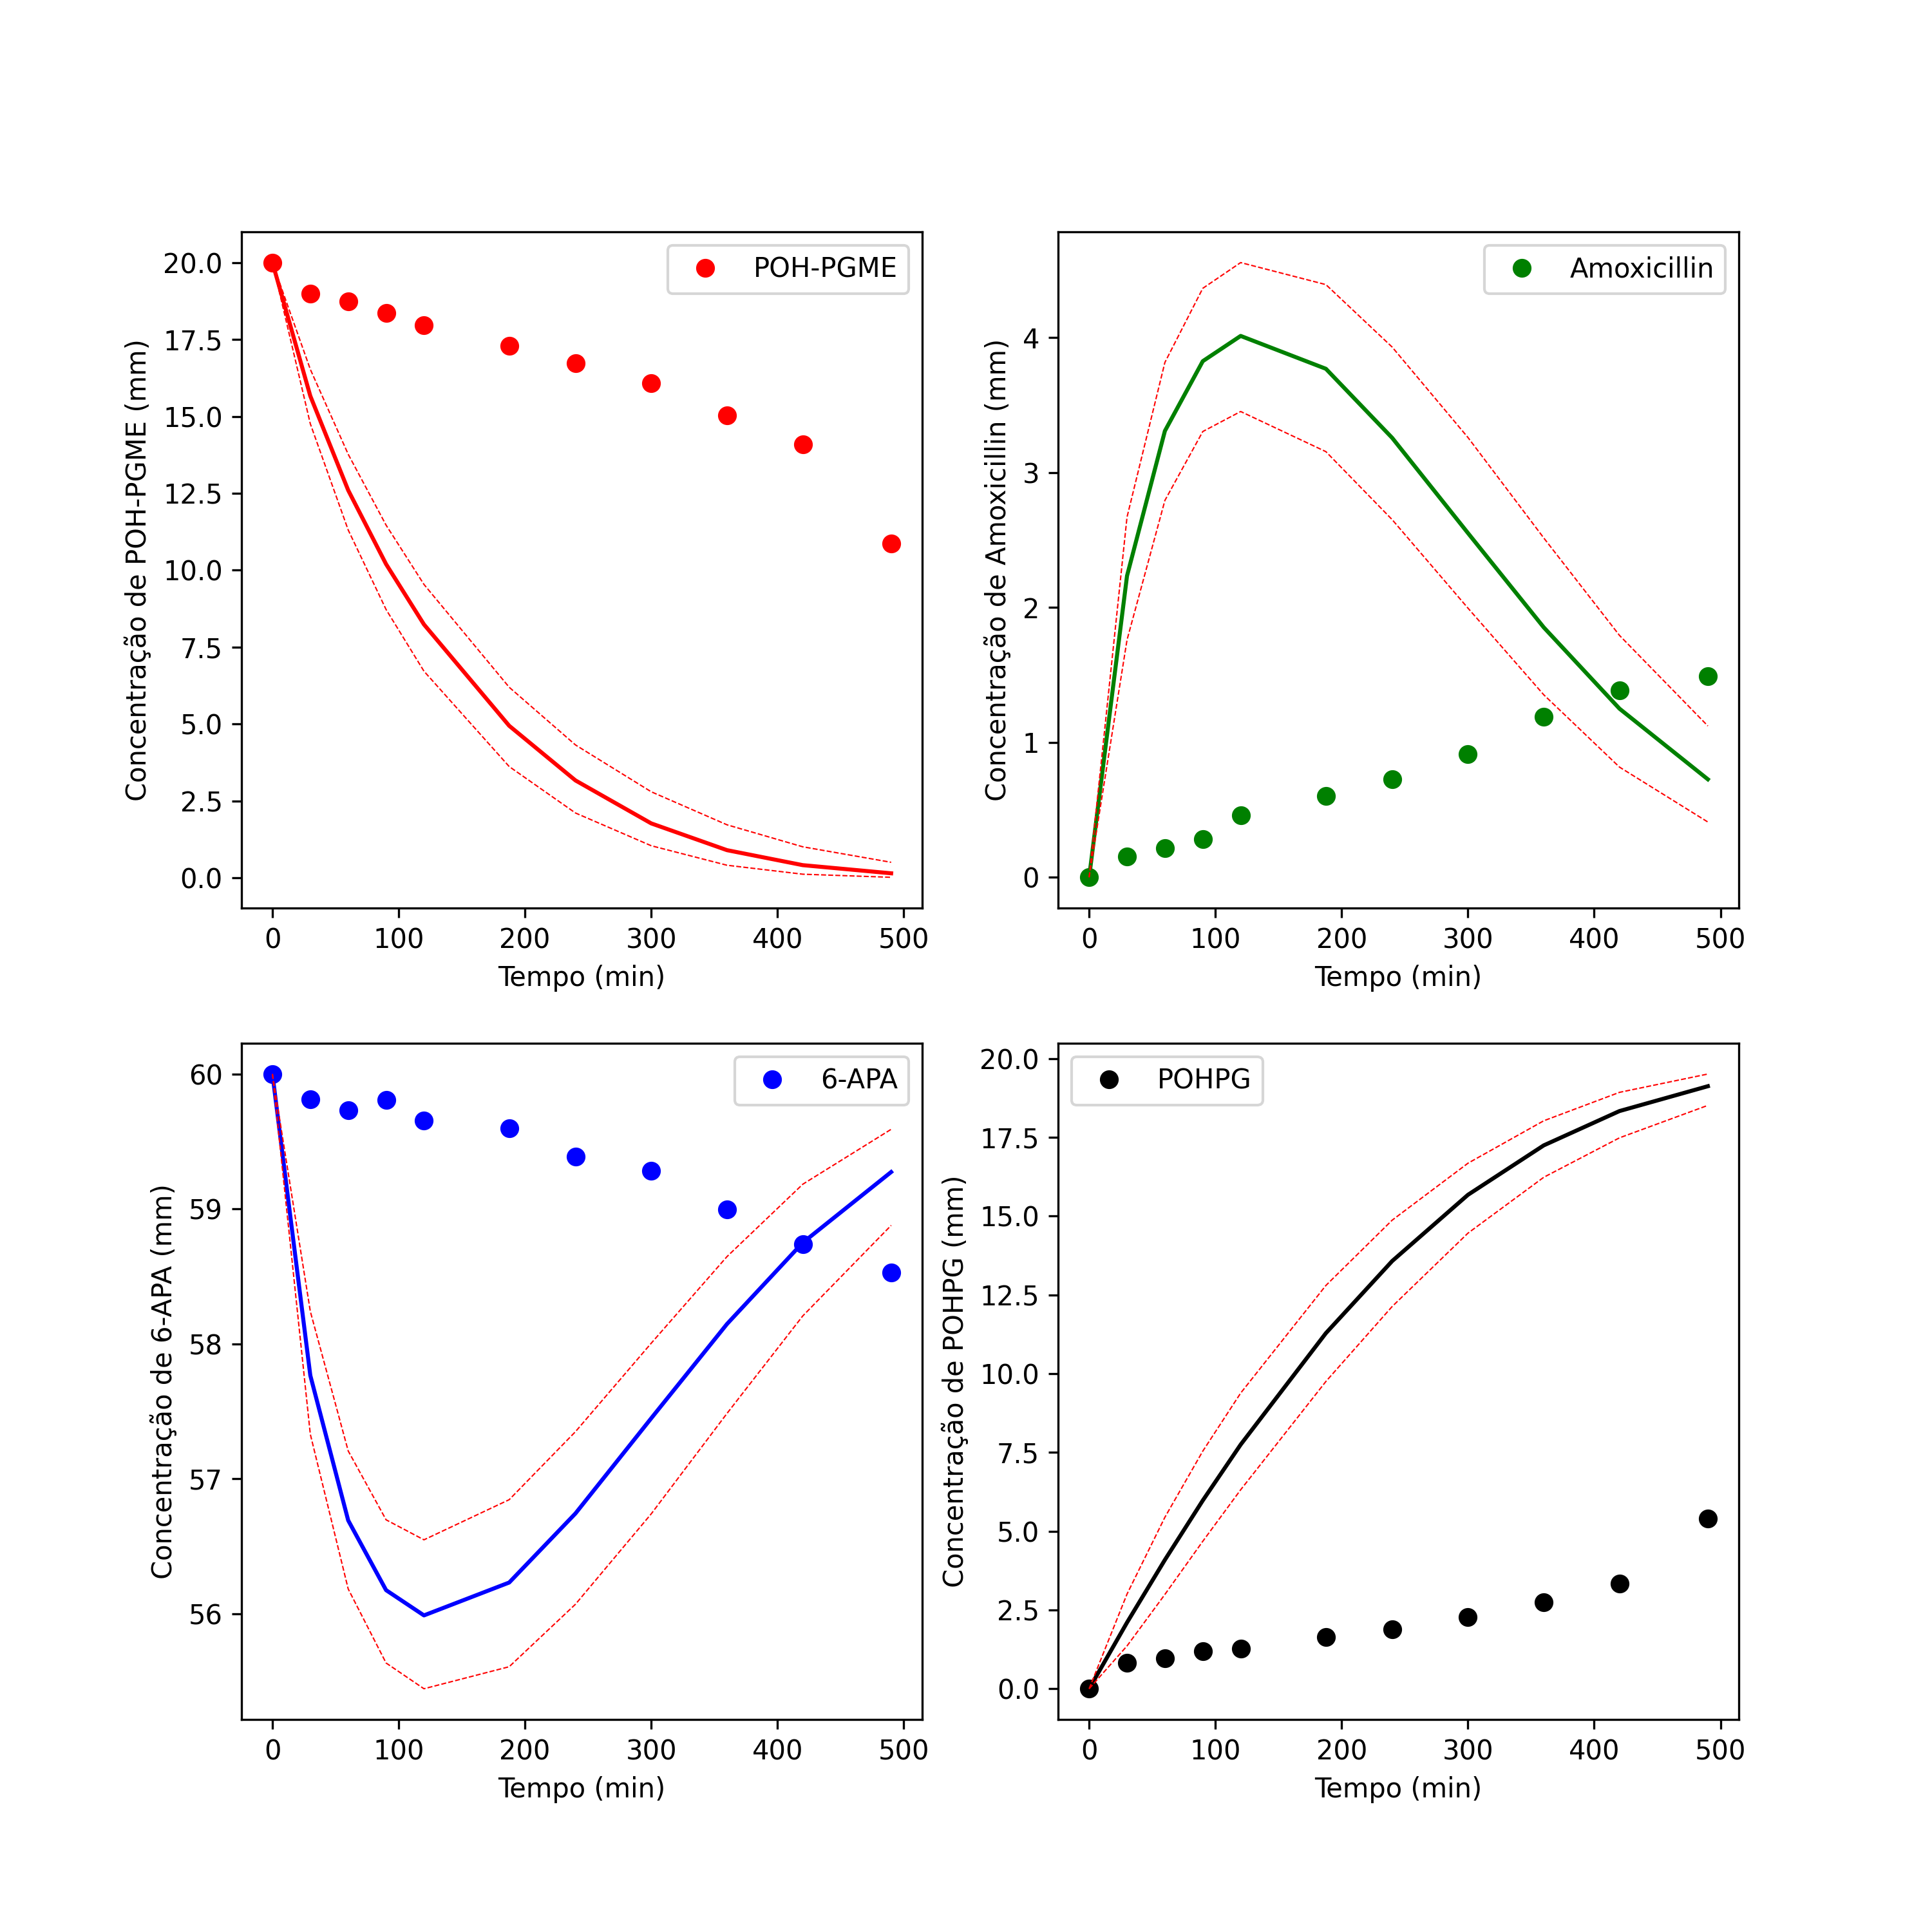 POH-PGME
Concentração de POH-PGME (mm)
20.0
17.5
15.0
12.5
10.0
7.5
5.0
2.5
0.0
0 100 200 300 400 500
Tempo (min)
Amoxicillin
Concentração de Amoxicillin (mm)
4
3
2
1
0
0 100 200 300 400 500
Tempo (min)
6-APA
Concentração de 6-APA (mm)
60
59
58
57
56
0 100 200 300 400 500
Tempo (min)
POHPG
Concentração de POHPG (mm)
20.0
17.5
15.0
12.5
10.0
7.5
5.0
2.5
0.0
0 100 200 300 400 500
Tempo (min)